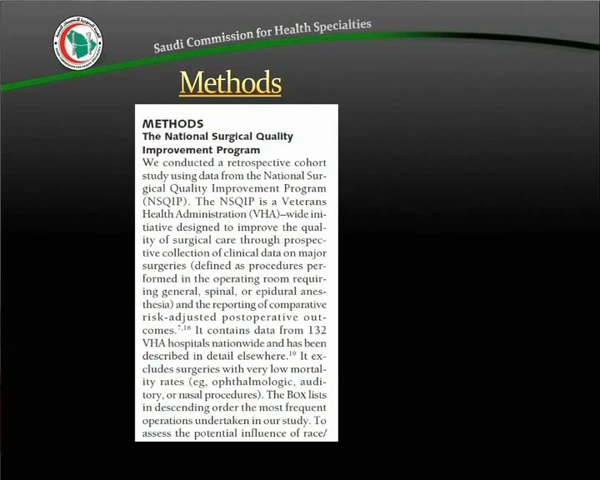 Saudi Commission for Health Specialties
Methods
METHODS
The National Surgical Quality
Improvement Program
We conducted a retrospective cohort
study using data from the National Sur-
gical Quality Improvement Program
(NSQIP). The NSQIP is a Veterans
Health Administration (VHA)–wide ini-
tiative designed to improve the qual-
ity of surgical care through prospec-
tive collection of clinical data on major
surgeries (defined as procedures per-
formed in the operating room requir-
ing general, spinal, or epidural anes-
thesia) and the reporting of comparative
risk-adjusted postoperative out-
comes.7,18 It contains data from 132
VHA hospitals nationwide and has been
described in detail elsewhere.19 It ex-
cludes surgeries with very low mortal-
ity rates (eg, ophthalmologic, audi-
tory, or nasal procedures). The BOX lists
in descending order the most frequent
operations undertaken in our study. To
assess the potential influence of race/